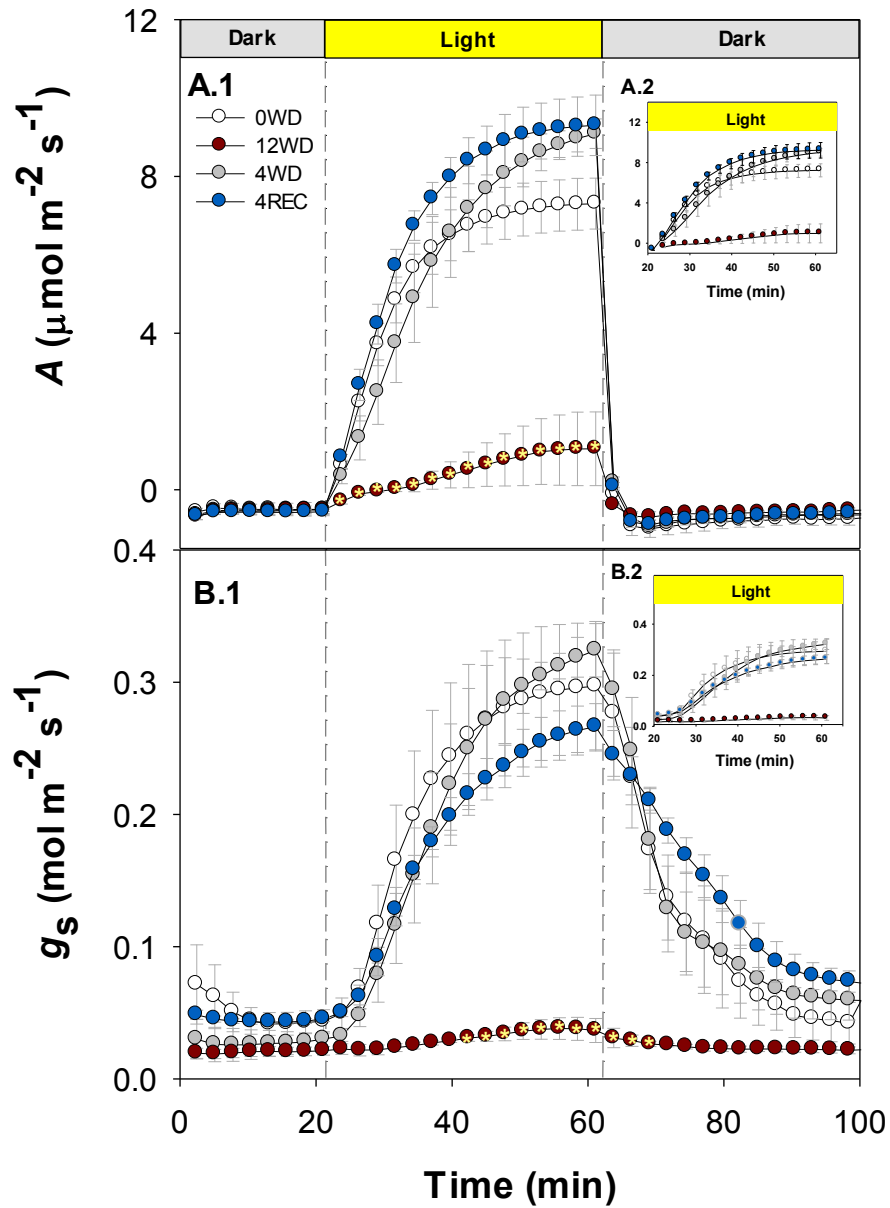 12
Dark Light Dark
A.1
0WD
12WD
4WD
4REC
A.2
Light
12
8
4
0
20 30 40 50 60
Time (min)
8
4
0
A (μmol m⁻² s⁻¹)
0.4
B.1
B.2
Light
0.4
0.2
0.0
20 30 40 50 60
Time (min)
0.3
0.2
0.1
0.0
gs (mol m⁻² s⁻¹)
0 20 40 60 80 100
Time (min)